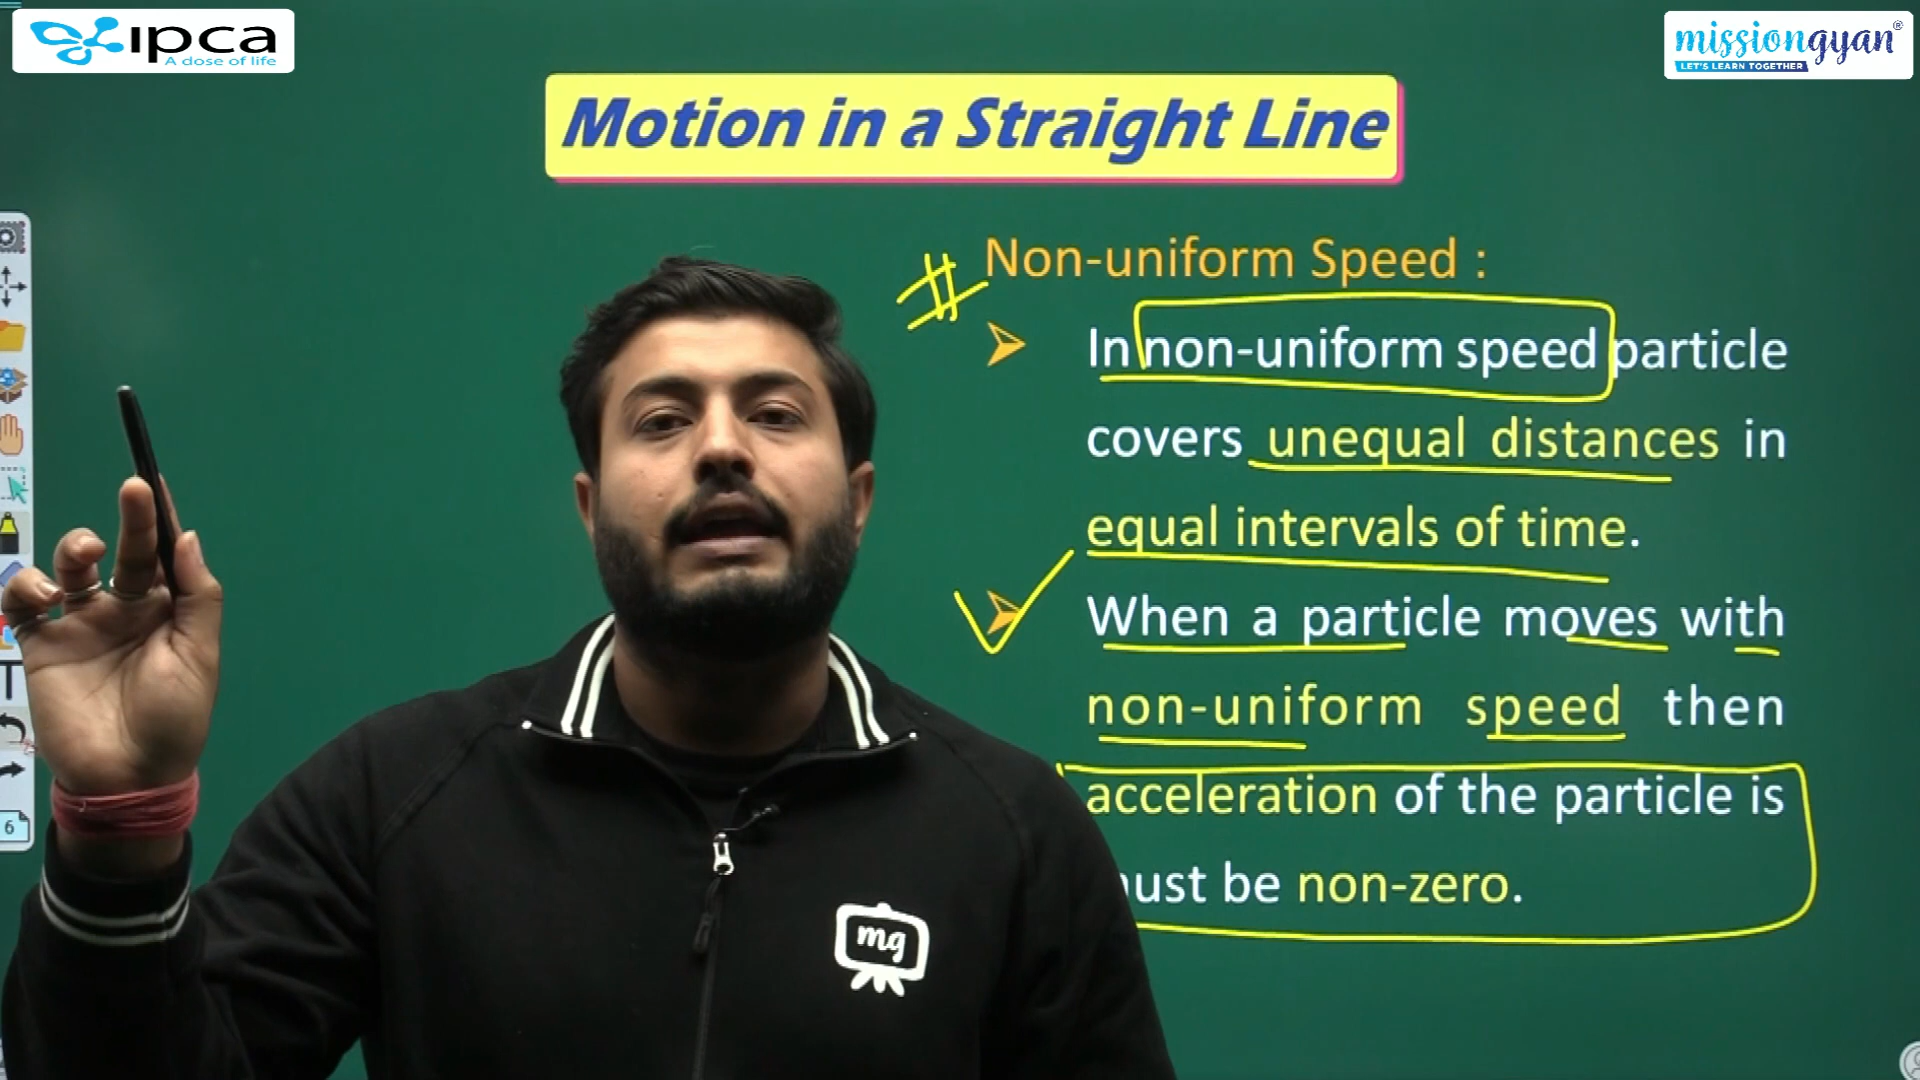 ipca
A dose of life
missiongyan®
LET'S LEARN TOGETHER
Motion in a Straight Line
# Non-uniform Speed :
In non-uniform speed particle
covers unequal distances in
equal intervals of time.
When a particle moves with
non-uniform speed then
acceleration of the particle is
be non-zero.
mg
T
6